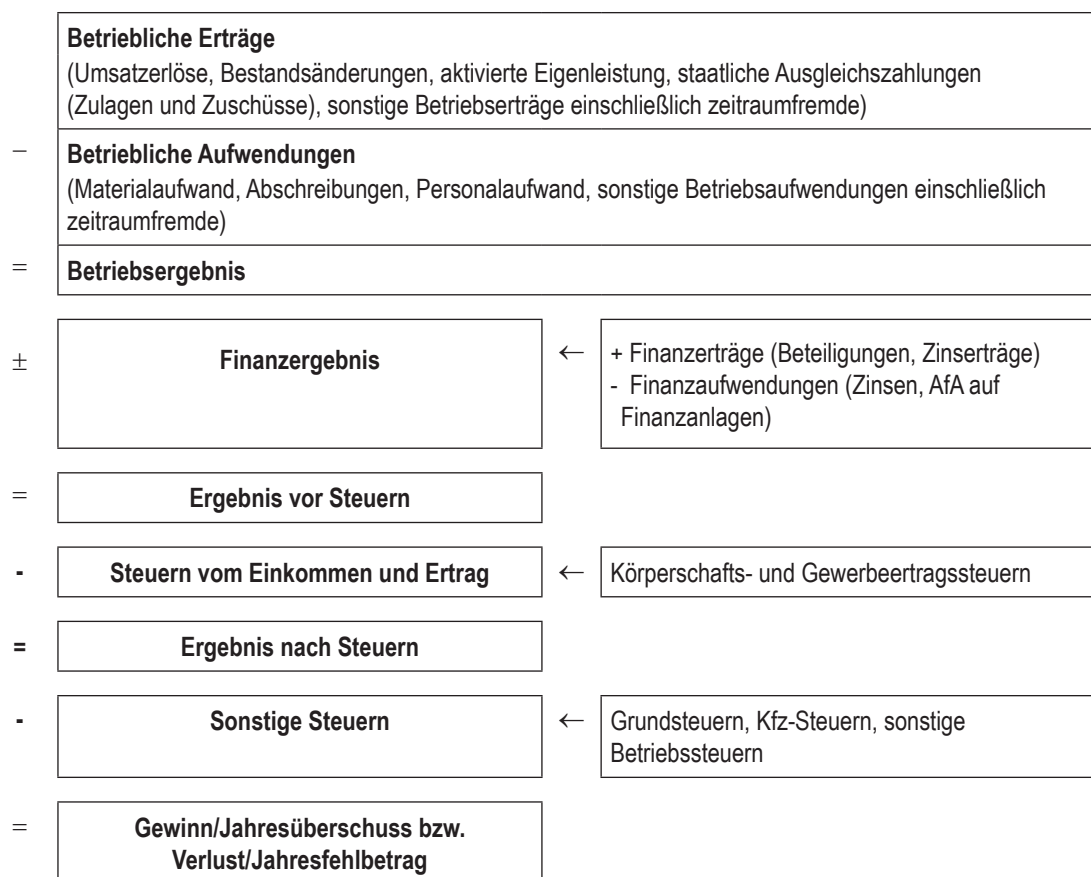 Betriebliche Erträge
(Umsatzerlöse, Bestandsänderungen, aktivierte Eigenleistung, staatliche Ausgleichszahlungen
(Zulagen und Zuschüsse), sonstige Betriebserträge einschließlich zeitraumfremde)
– Betriebliche Aufwendungen
(Materialaufwand, Abschreibungen, Personalaufwand, sonstige Betriebsaufwendungen einschließlich
zeitraumfremde)
= Betriebsergebnis
± Finanzergebnis ←
+ Finanzerträge (Beteiligungen, Zinserträge)
- Finanzaufwendungen (Zinsen, AfA auf
Finanzanlagen)
= Ergebnis vor Steuern
- Steuern vom Einkommen und Ertrag ← Körperschafts- und Gewerbeertragssteuern
= Ergebnis nach Steuern
- Sonstige Steuern ← Grundsteuern, Kfz-Steuern, sonstige
Betriebssteuern
= Gewinn/Jahresüberschuss bzw.
Verlust/Jahresfehlbetrag